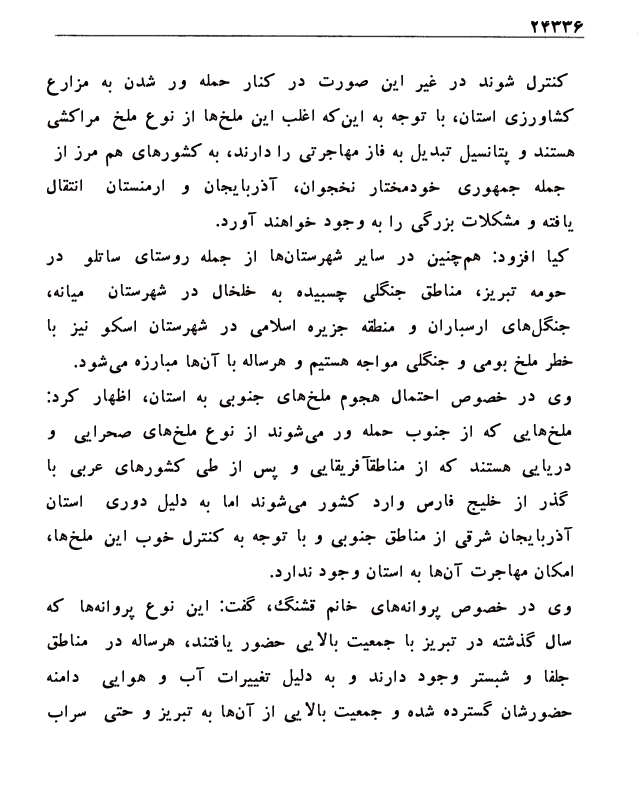 ۲۴۳۳۶
کنترل شوند در غیر این صورت در کنار حمله ور شدن به مزارع
کشاورزی استان، با توجه به این‌که اغلب این ملخ‌ها از نوع ملخ مراکشی
هستند و پتانسیل تبدیل به فاز مهاجرتی را دارند، به کشورهای هم مرز از
جمله جمهوری خودمختار نخجوان، آذربایجان و ارمنستان انتقال
یافته و مشکلات بزرگی را به وجود خواهند آورد.
کیا افزود: هم‌چنین در سایر شهرستان‌ها از جمله روستای ساتلو در
حومه تبریز، مناطق جنگلی چسبیده به خلخال در شهرستان میانه،
جنگل‌های ارسباران و منطقه جزیره اسلامی در شهرستان اسکو نیز با
خطر ملخ بومی و جنگلی مواجه هستیم و هرساله با آن‌ها مبارزه می‌شود.
وی در خصوص احتمال هجوم ملخ‌های جنوبی به استان، اظهار کرد:
ملخ‌هایی که از جنوب حمله ور می‌شوند از نوع ملخ‌های صحرایی و
دریایی هستند که از مناطقآفریقایی و پس از طی کشورهای عربی با
گذر از خلیج فارس وارد کشور می‌شوند اما به دلیل دوری استان
آذربایجان شرقی از مناطق جنوبی و با توجه به کنترل خوب این ملخ‌ها،
امکان مهاجرت آن‌ها به استان وجود ندارد.
وی در خصوص پروانه‌های خانم قشنگ، گفت: این نوع پروانه‌ها که
سال گذشته در تبریز با جمعیت بالایی حضور یافتند، هرساله در مناطق
جلفا و شبستر وجود دارند و به دلیل تغییرات آب و هوایی دامنه
حضورشان گسترده شده و جمعیت بالایی از آن‌ها به تبریز و حتی سراب